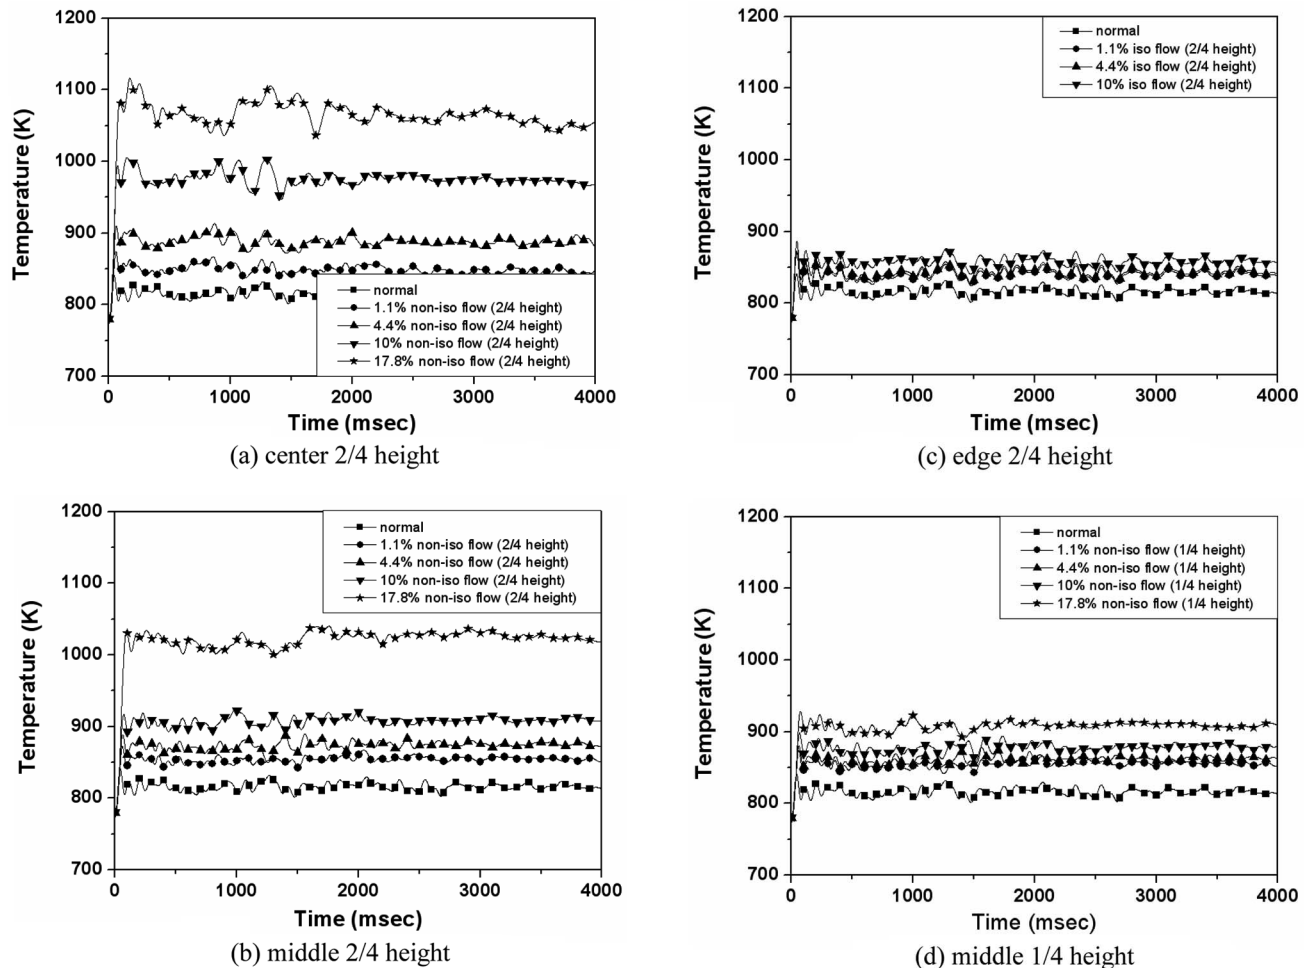 1200
1100
1000
900
800
700
Temperature (K)
normal
1.1% non-iso flow (2/4 height)
4.4% non-iso flow (2/4 height)
10% non-iso flow (2/4 height)
17.8% non-iso flow (2/4 height)
0 1000 2000 3000 4000
Time (msec)
(a) center 2/4 height
1200
1100
1000
900
800
700
Temperature (K)
normal
1.1% iso flow (2/4 height)
4.4% iso flow (2/4 height)
10% iso flow (2/4 height)
0 1000 2000 3000 4000
Time (msec)
(c) edge 2/4 height
1200
1100
1000
900
800
700
Temperature (K)
normal
1.1% non-iso flow (2/4 height)
4.4% non-iso flow (2/4 height)
10% non-iso flow (2/4 height)
17.8% non-iso flow (2/4 height)
0 1000 2000 3000 4000
Time (msec)
(b) middle 2/4 height
1200
1100
1000
900
800
700
Temperature (K)
normal
1.1% non-iso flow (1/4 height)
4.4% non-iso flow (1/4 height)
10% non-iso flow (1/4 height)
17.8% non-iso flow (1/4 height)
0 1000 2000 3000 4000
Time (msec)
(d) middle 1/4 height